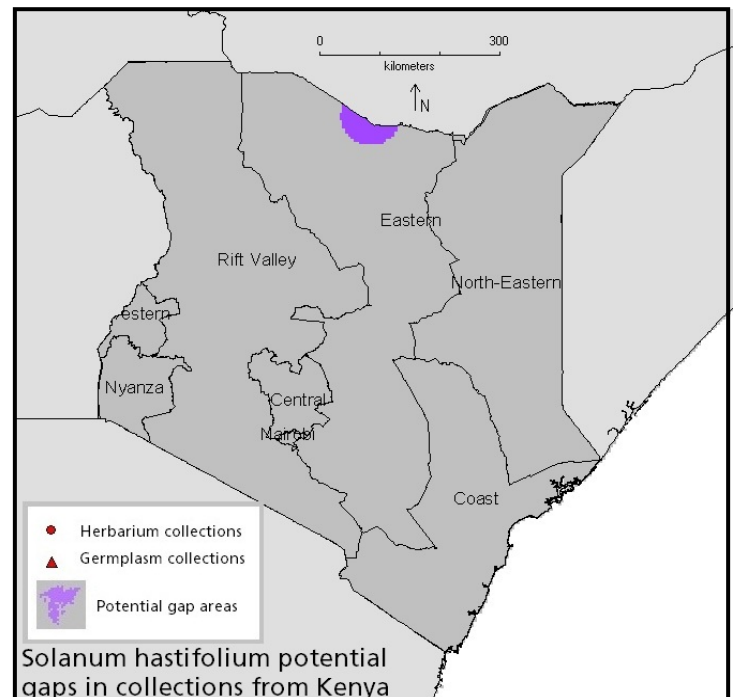 0 300
kilometers
N
Eastern
Rift Valley
North-Eastern
estern
Nyanza
Central
Nairobi
Coast
Herbarium collections
Germplasm collections
Potential gap areas
Solanum hastifolium potential
gaps in collections from Kenya